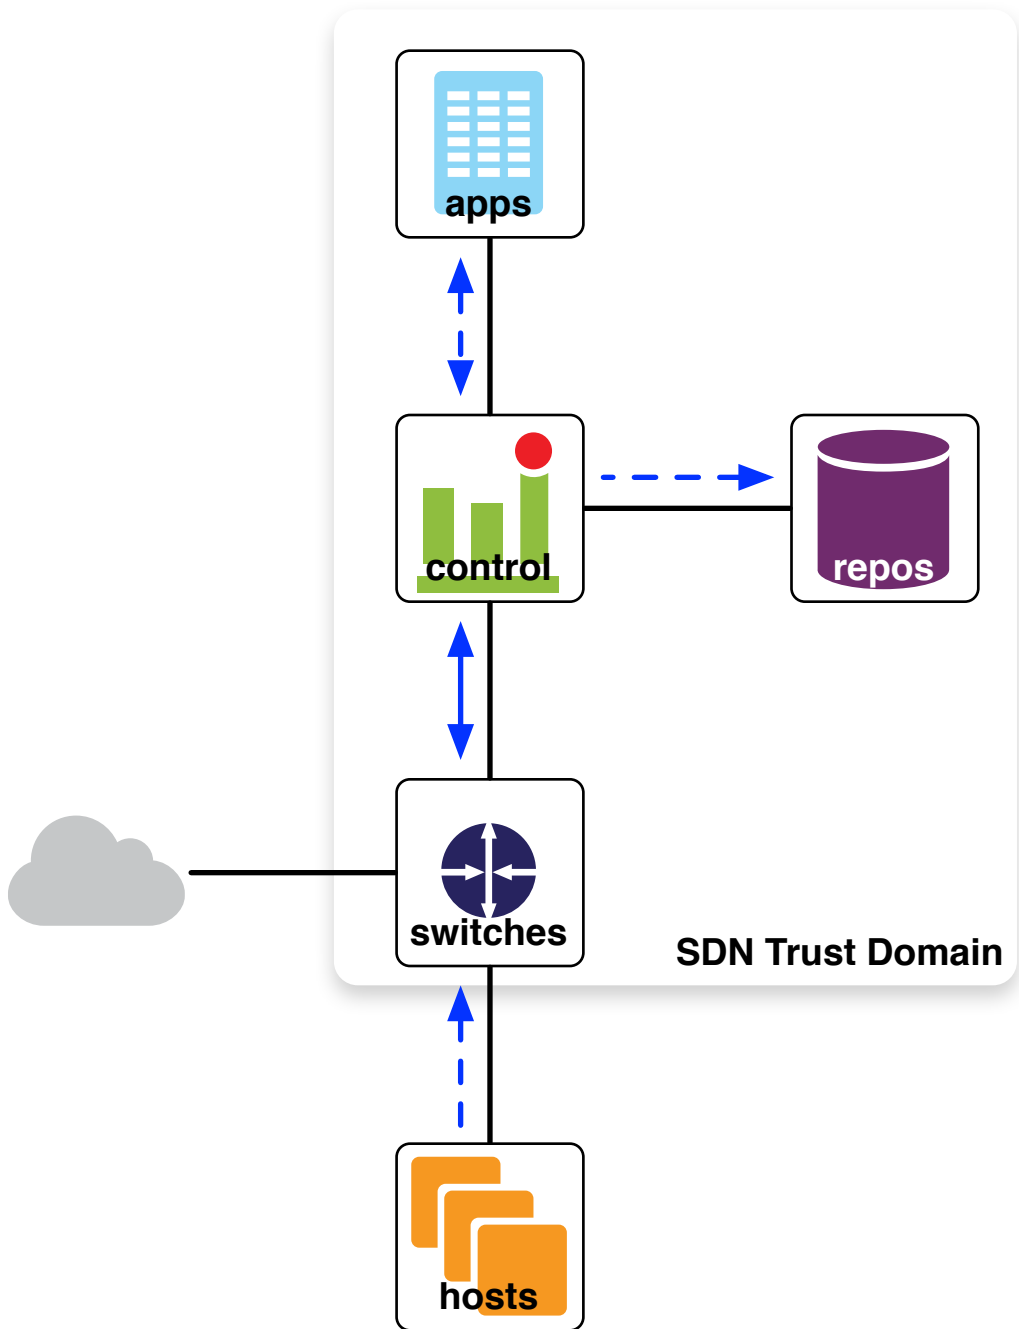 apps
control
repos
switches
SDN Trust Domain
hosts